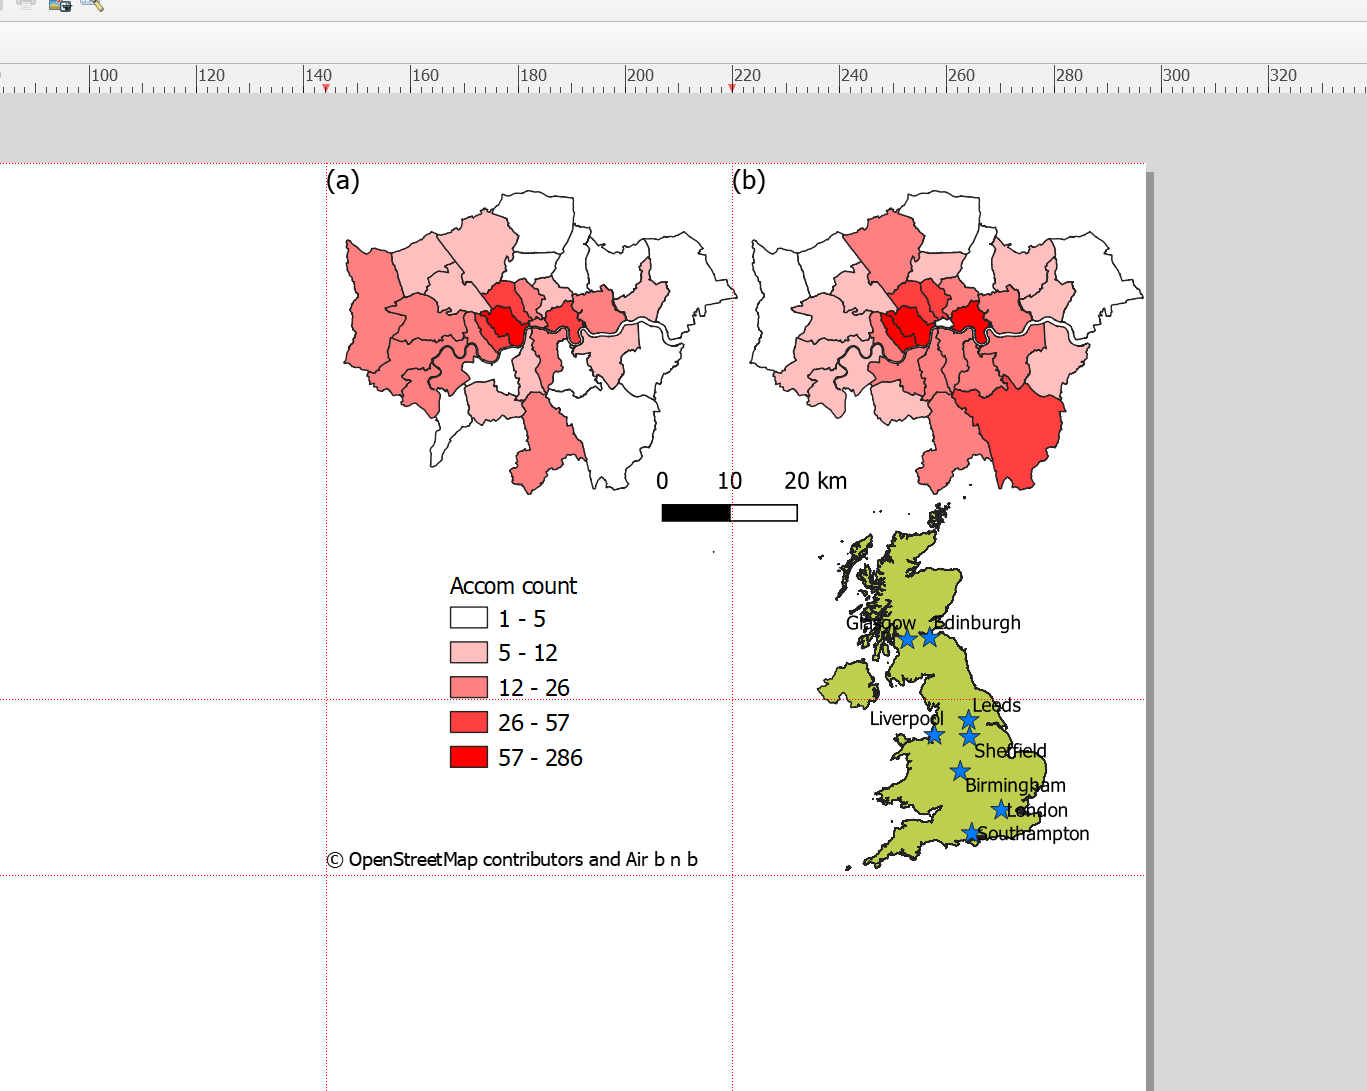 100 120 140 160 180 200 220 240 260 280 300 320
(a) (b)
0 10 20 km
Accom count
1 - 5
5 - 12
12 - 26
26 - 57
57 - 286
Glasgow Edinburgh
Leeds
Liverpool
Sheffield
Birmingham
London
Southampton
© OpenStreetMap contributors and Air b n b